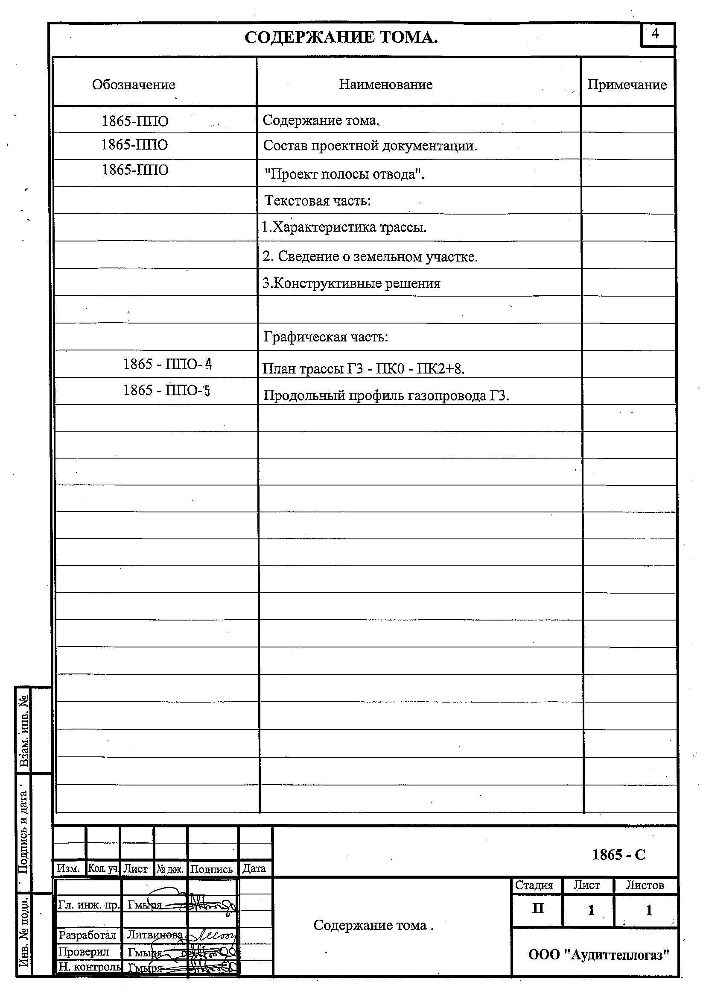 4
СОДЕРЖАНИЕ ТОМА.
Обозначение Наименование Примечание
1865-ППО Содержание тома.
1865-ППО Состав проектной документации.
1865-ППО "Проект полосы отвода".
Текстовая часть:
1.Характеристика трассы.
2. Сведение о земельном участке.
3.Конструктивные решения
Графическая часть:
1865 - ППО- 4 План трассы Г3 - ПК0 - ПК2+8.
1865 - ППО-5 Продольный профиль газопровода Г3.
Взам. инв. №
Подпись и дата
Инв. № подл.
1865 - С
Изм. Кол. уч. Лист № док. Подпись Дата
Стадия Лист Листов
Гл. инж. пр. Гмыря
П 1 1
Содержание тома .
Разработал Литвинова
Проверил Гмыря
ООО "Аудиттеплогаз"
Н. контроль Гмыря